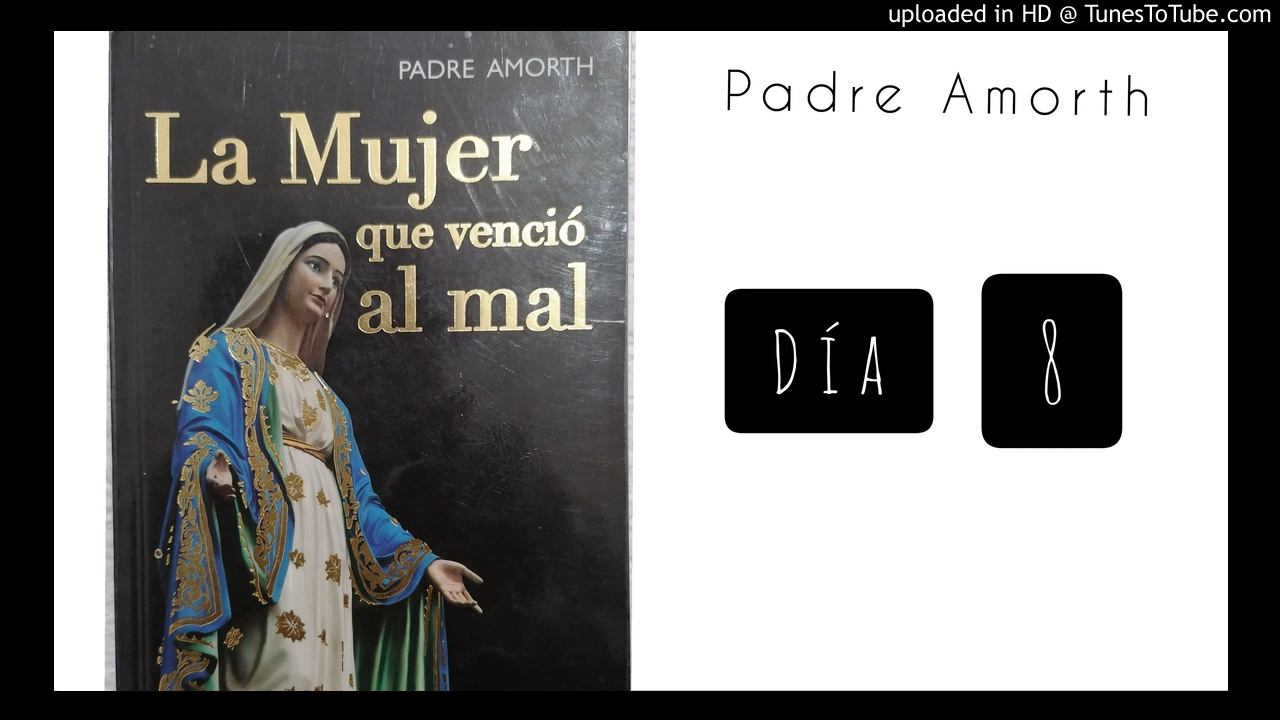 uploaded in HD @ TunesToTube.com
PADRE AMORTH
La Mujer
que venció
al mal
Padre Amorth
DÍA 8